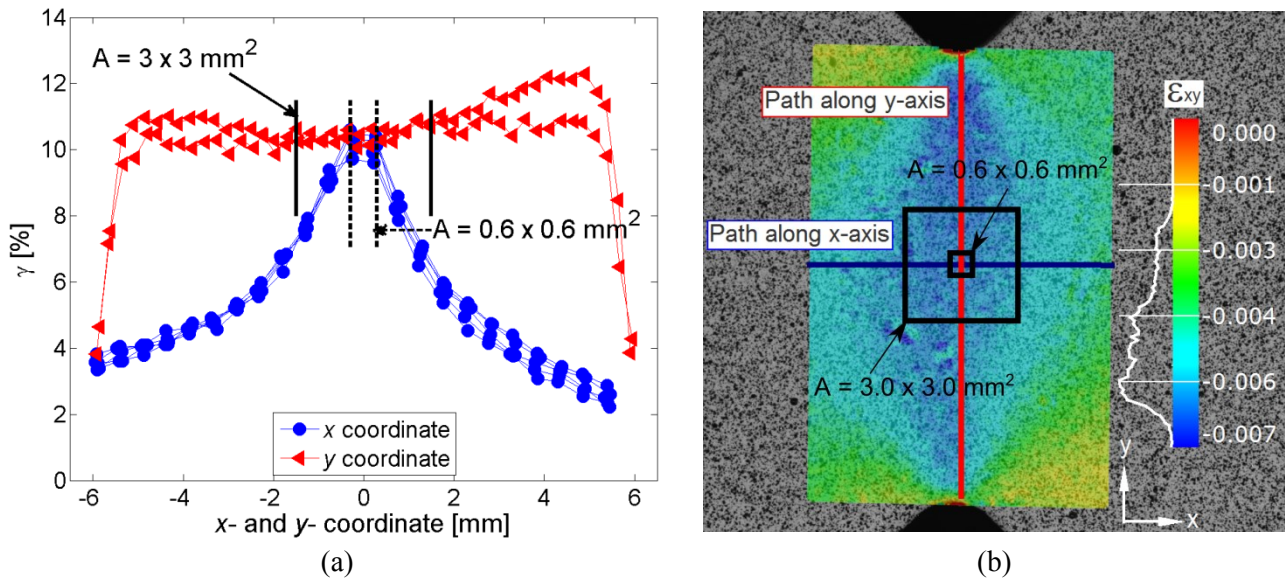 14
12
10
8
6
4
2
0
γ [%]
A = 3 x 3 mm²
A = 0.6 x 0.6 mm²
x coordinate
y coordinate
-6
-4
-2
0
2
4
6
x- and y- coordinate [mm]
(a)
Path along y-axis
A = 0.6 x 0.6 mm²
Path along x-axis
A = 3.0 x 3.0 mm²
εxy
0.000
-0.001
-0.003
-0.004
-0.006
-0.007
y
x
(b)